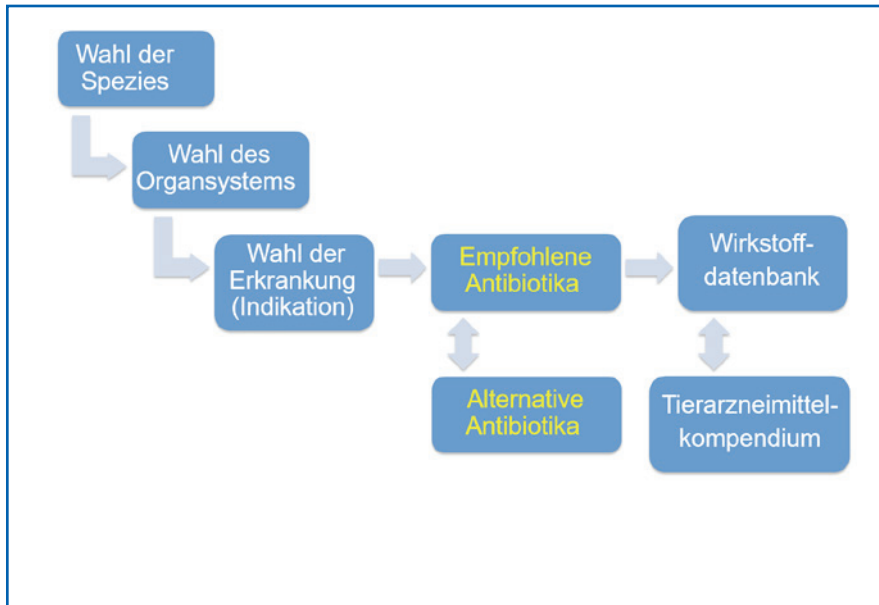 Wahl der
Spezies
Wahl des
Organsystems
Wahl der
Erkrankung
(Indikation)
Empfohlene
Antibiotika
Wirkstoff-
datenbank
Alternative
Antibiotika
Tierarzneimittel-
kompendium